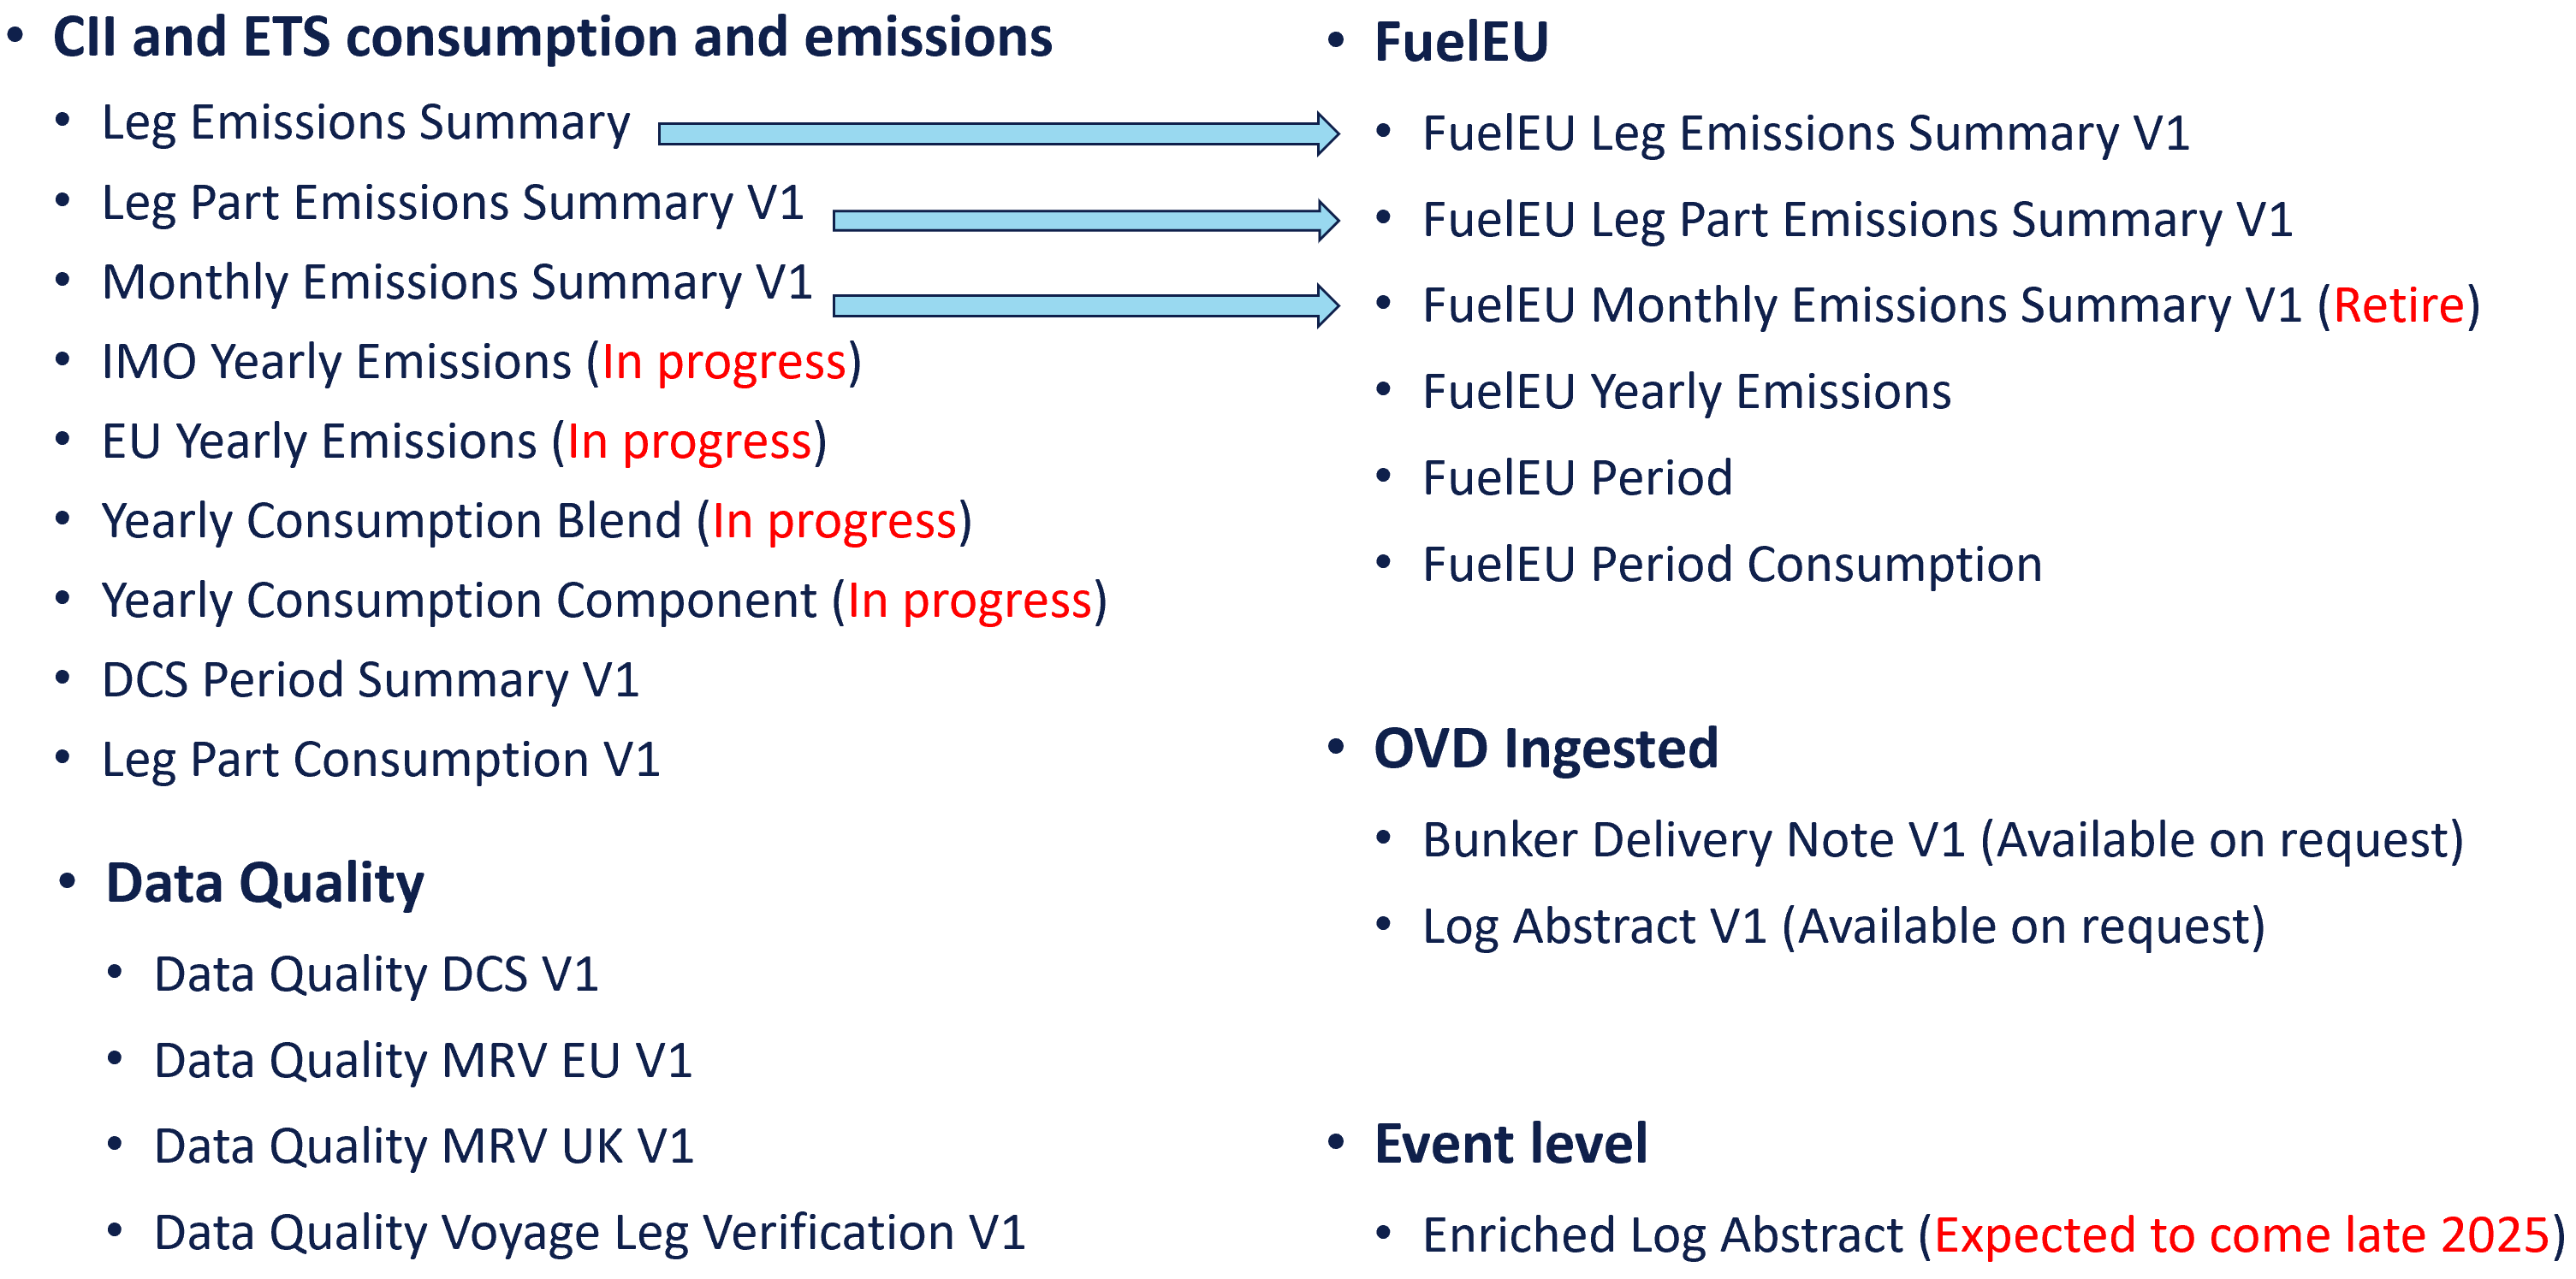 • CII and ETS consumption and emissions
• Leg Emissions Summary
• Leg Part Emissions Summary V1
• Monthly Emissions Summary V1
• IMO Yearly Emissions (In progress)
• EU Yearly Emissions (In progress)
• Yearly Consumption Blend (In progress)
• Yearly Consumption Component (In progress)
• DCS Period Summary V1
• Leg Part Consumption V1
• Data Quality
• Data Quality DCS V1
• Data Quality MRV EU V1
• Data Quality MRV UK V1
• Data Quality Voyage Leg Verification V1
• FuelEU
• FuelEU Leg Emissions Summary V1
• FuelEU Leg Part Emissions Summary V1
• FuelEU Monthly Emissions Summary V1 (Retire)
• FuelEU Yearly Emissions
• FuelEU Period
• FuelEU Period Consumption
• OVD Ingested
• Bunker Delivery Note V1 (Available on request)
• Log Abstract V1 (Available on request)
• Event level
• Enriched Log Abstract (Expected to come late 2025)